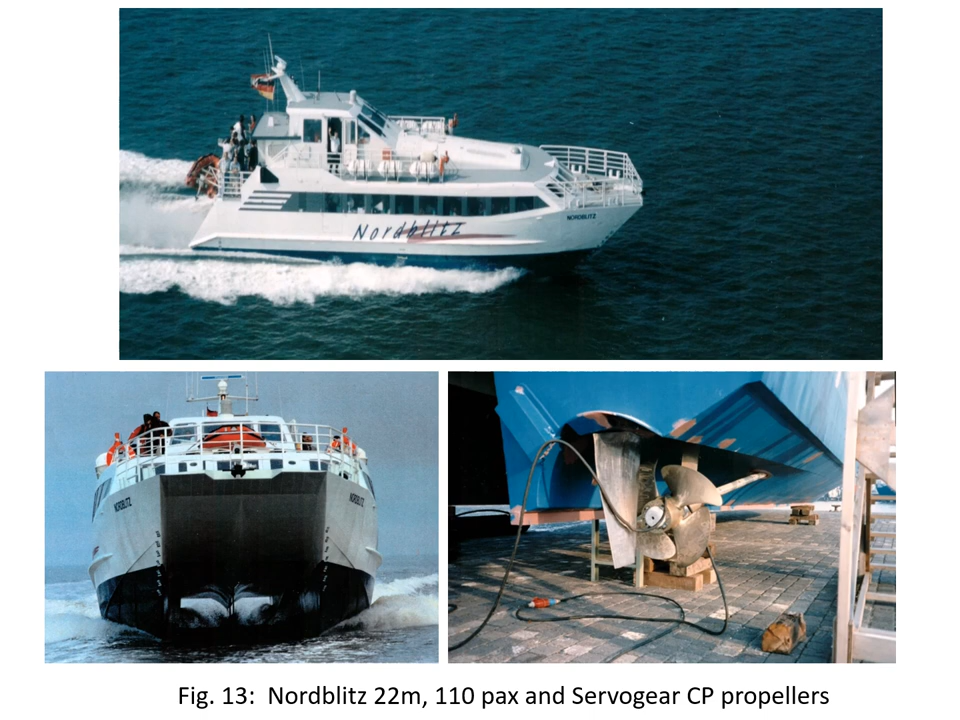 Nordblitz
NORDBLITZ
NORDBLITZ
NORDBLITZ
Fig. 13: Nordblitz 22m, 110 pax and Servogear CP propellers